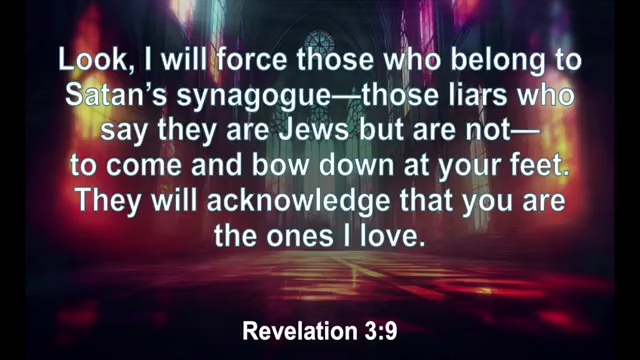 Look, I will force those who belong to
Satan’s synagogue—those liars who
say they are Jews but are not—
to come and bow down at your feet.
They will acknowledge that you are
the ones I love.
Revelation 3:9